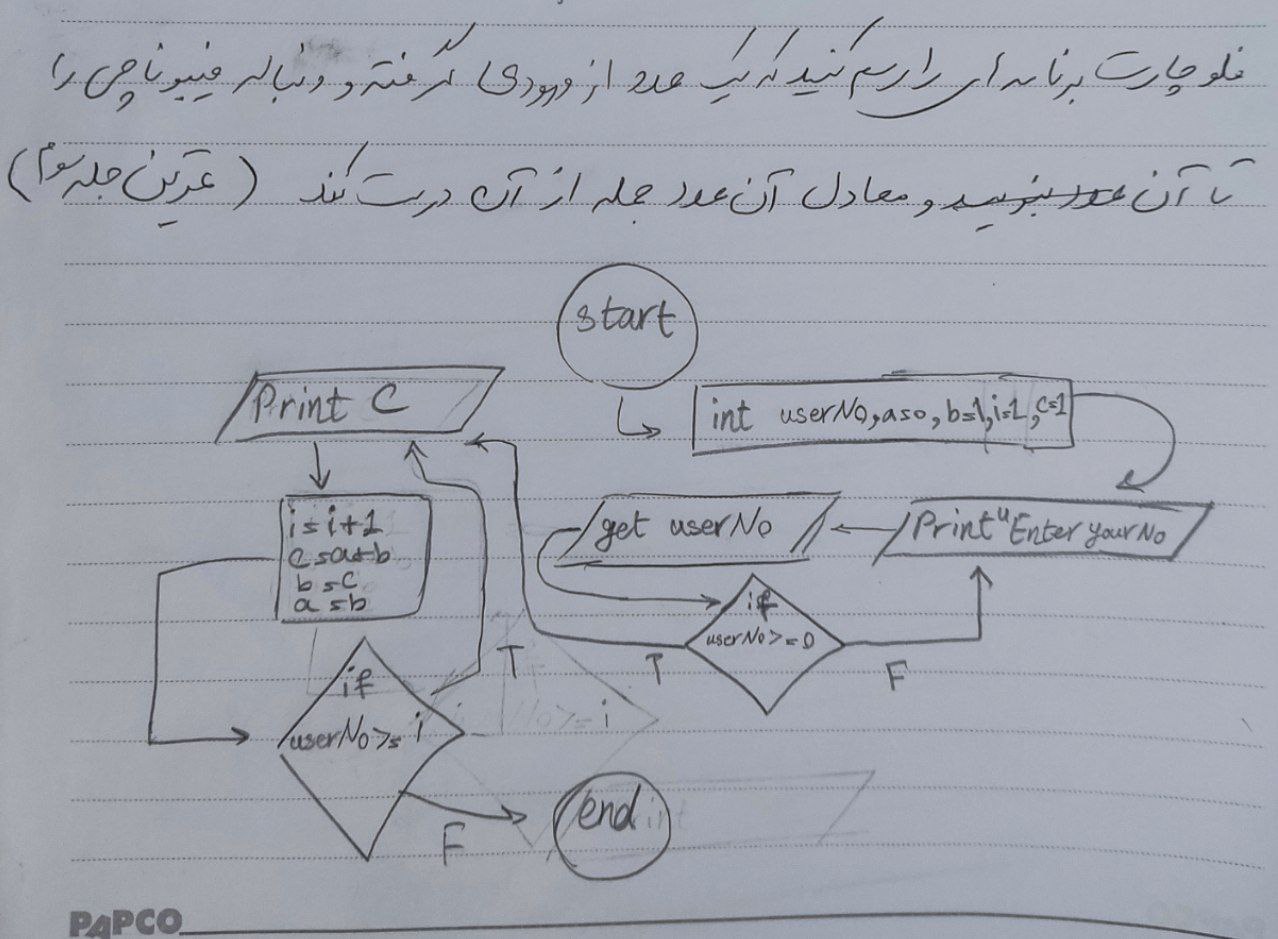 فلوچارت برنامه‌ای را رسم کنید که یک عدد از ورودی گرفته و دنباله فیبوناچی را
تا آن عدد بنویسید و معادل آن عدد جمله از آن درست کند (تمرین جلسه سوم)
start
int userNo, a=0, b=1, i=1, c=1
Print "Enter your No
get userNo
if
userNo>=0
T
F
Print C
i=i+1
c=a+b
b=c
a=b
if
userNo>=i
T
F
end
PAPCO